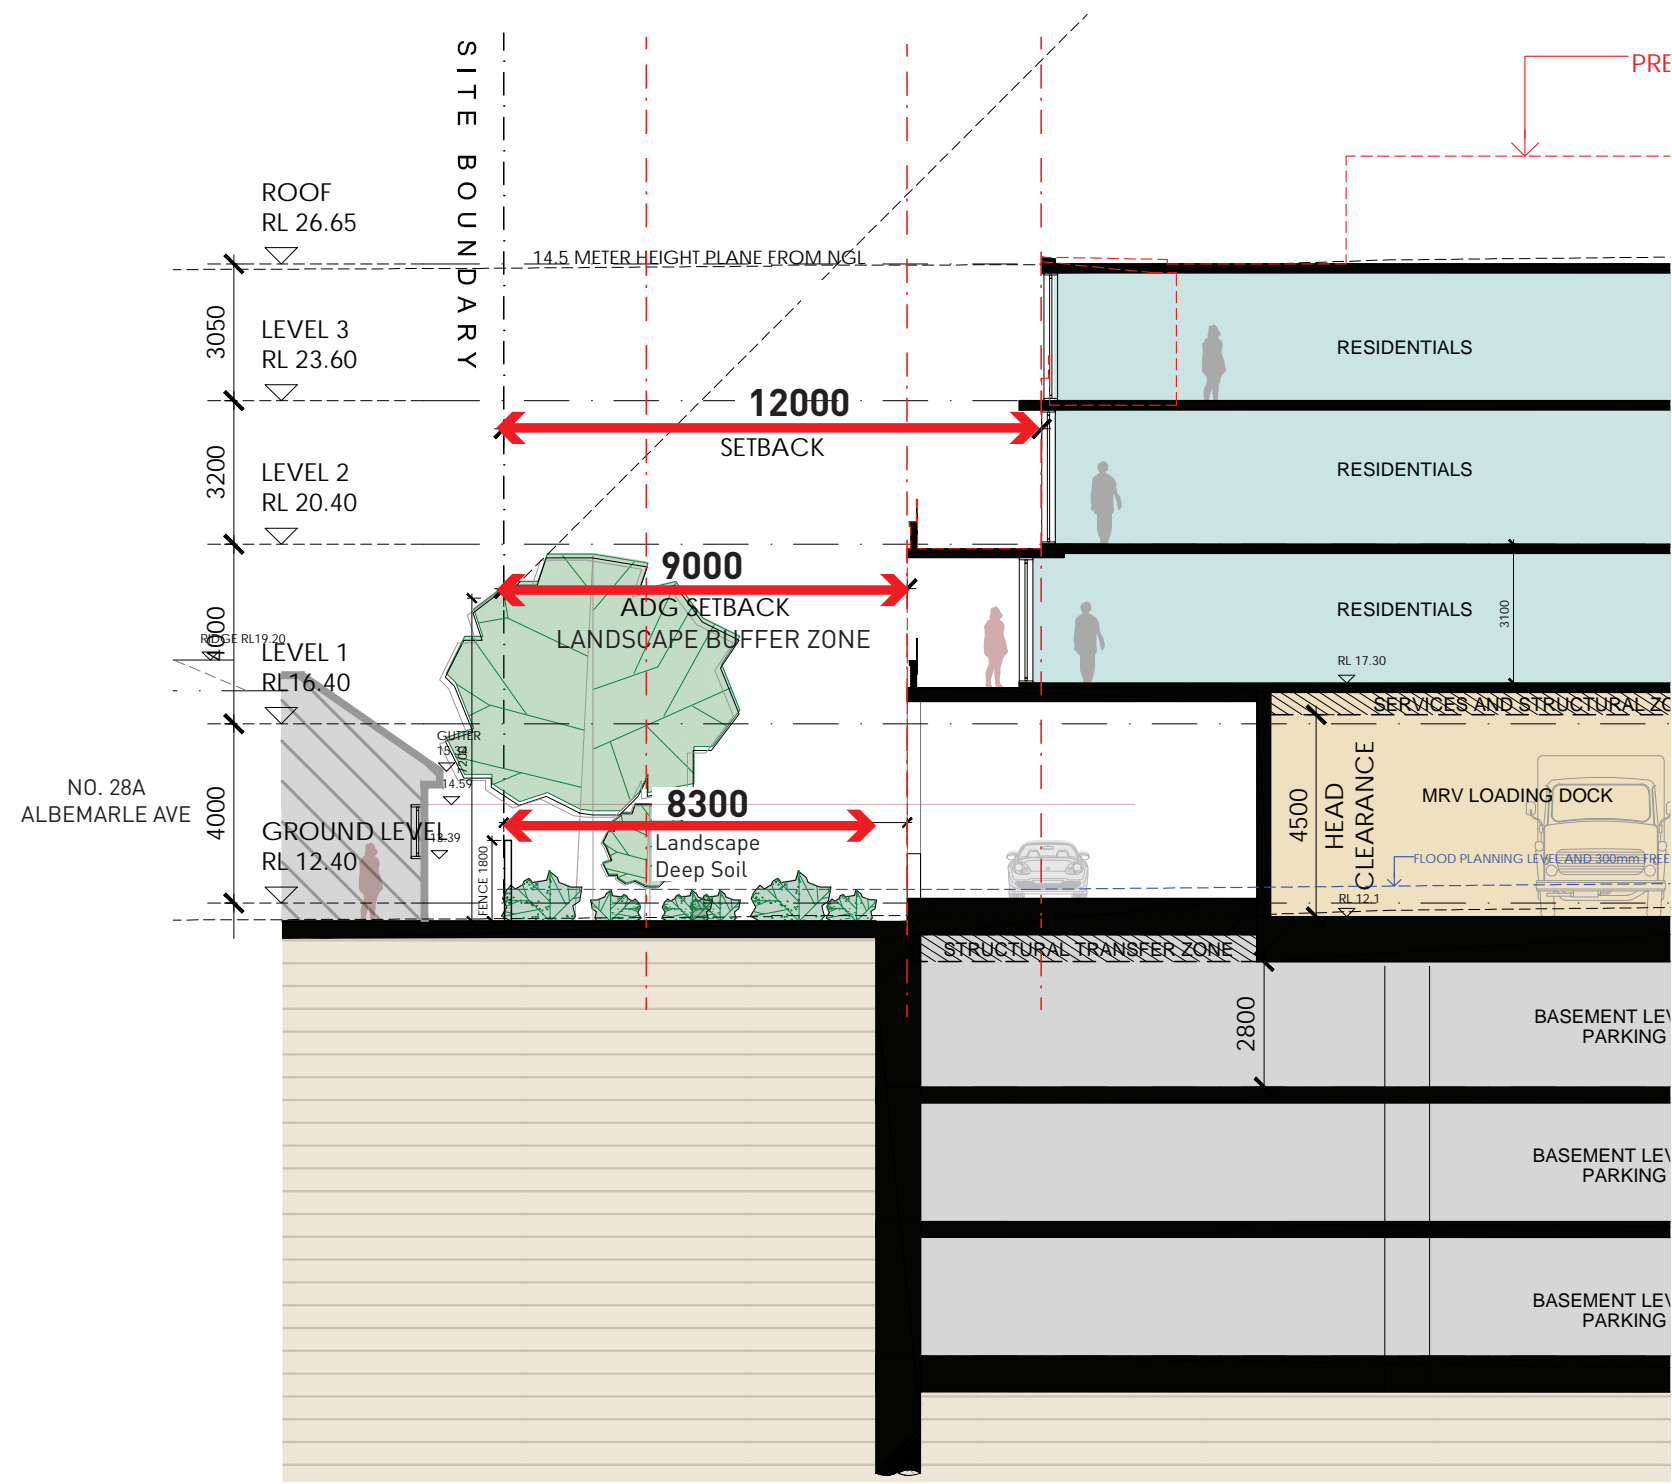 SITE BOUNDARY
PRE
ROOF
RL 26.65
14.5 METER HEIGHT PLANE FROM NGL
3050
LEVEL 3
RL 23.60
RESIDENTIALS
12000
SETBACK
3200
LEVEL 2
RL 20.40
RESIDENTIALS
9000
ADG SETBACK
LANDSCAPE BUFFER ZONE
RESIDENTIALS
3100
4000
RIDGE RL19.20
LEVEL 1
RL16.40
RL 17.30
SERVICES AND STRUCTURAL ZO
GUTTER
15.34
7200
14.59
NO. 28A
ALBEMARLE AVE
4000
8300
Landscape
Deep Soil
4500
HEAD
CLEARANCE
MRV LOADING DOCK
GROUND LEVEL
RL 12.40
13.39
FENCE 1800
FLOOD PLANNING LEVEL AND 300mm FREE
RL 12.1
STRUCTURAL TRANSFER ZONE
2800
BASEMENT LEV
PARKING
BASEMENT LEV
PARKING
BASEMENT LEV
PARKING